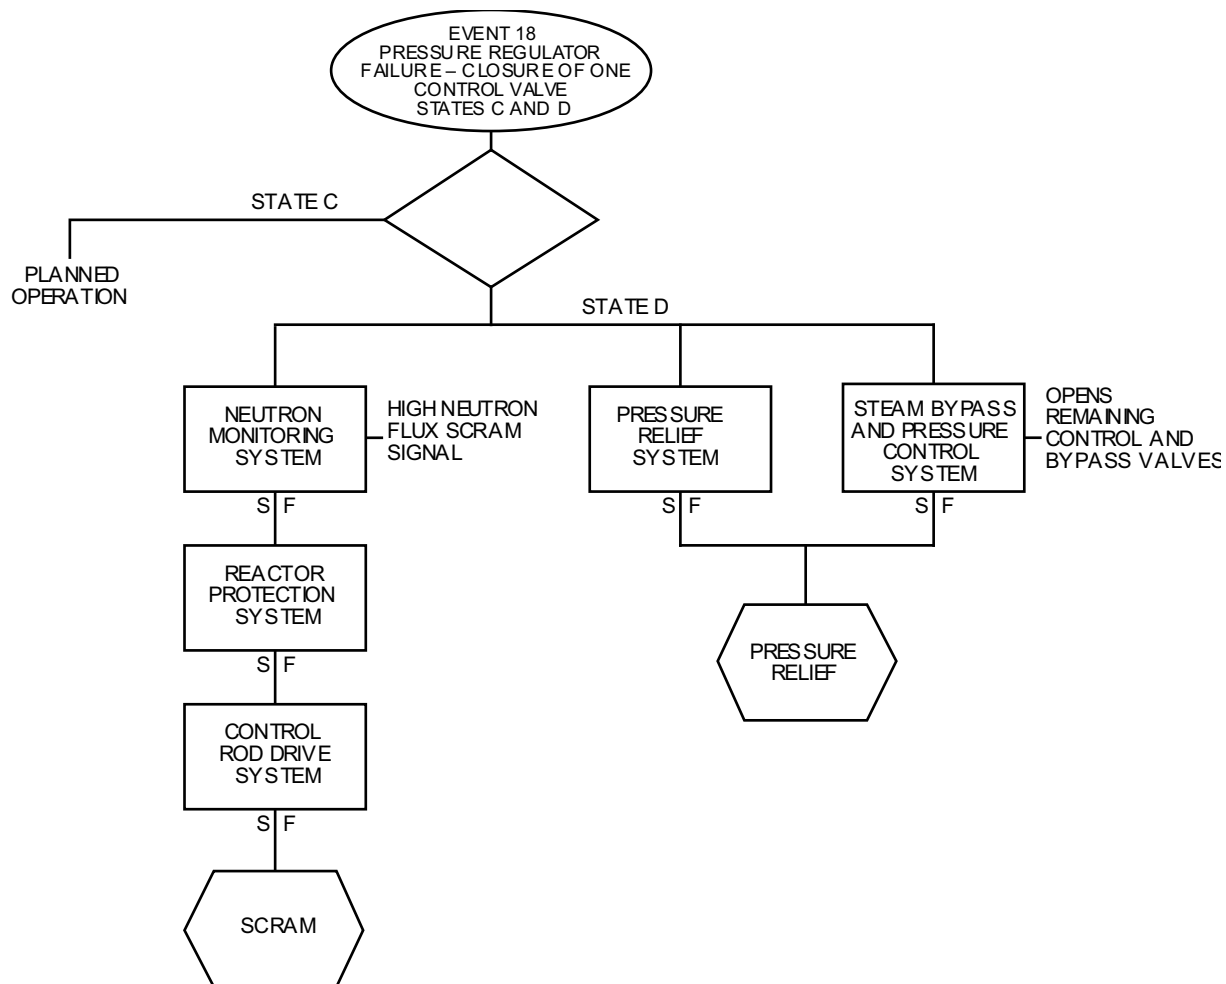 EVENT 18
PRESSURE REGULATOR
FAILURE – CLOSURE OF ONE
CONTROL VALVE
STATES C AND D
STATE C
PLANNED
OPERATION
STATE D
NEUTRON
MONITORING
SYSTEM
HIGH NEUTRON
FLUX SCRAM
SIGNAL
PRESSURE
RELIEF
SYSTEM
STEAM BYPASS
AND PRESSURE
CONTROL
SYSTEM
OPENS
REMAINING
CONTROL AND
BYPASS VALVES
S F
S F
S F
REACTOR
PROTECTION
SYSTEM
PRESSURE
RELIEF
S F
CONTROL
ROD DRIVE
SYSTEM
S F
SCRAM